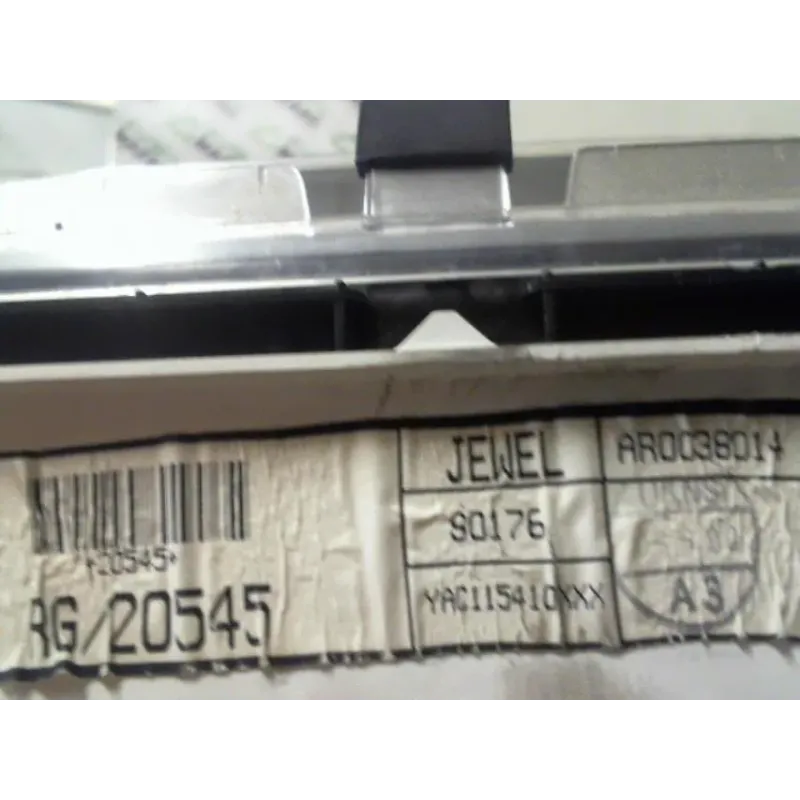 *20545*
RG/20545
JEWEL
S0176
YAC115410XXX
AR0038014
A3